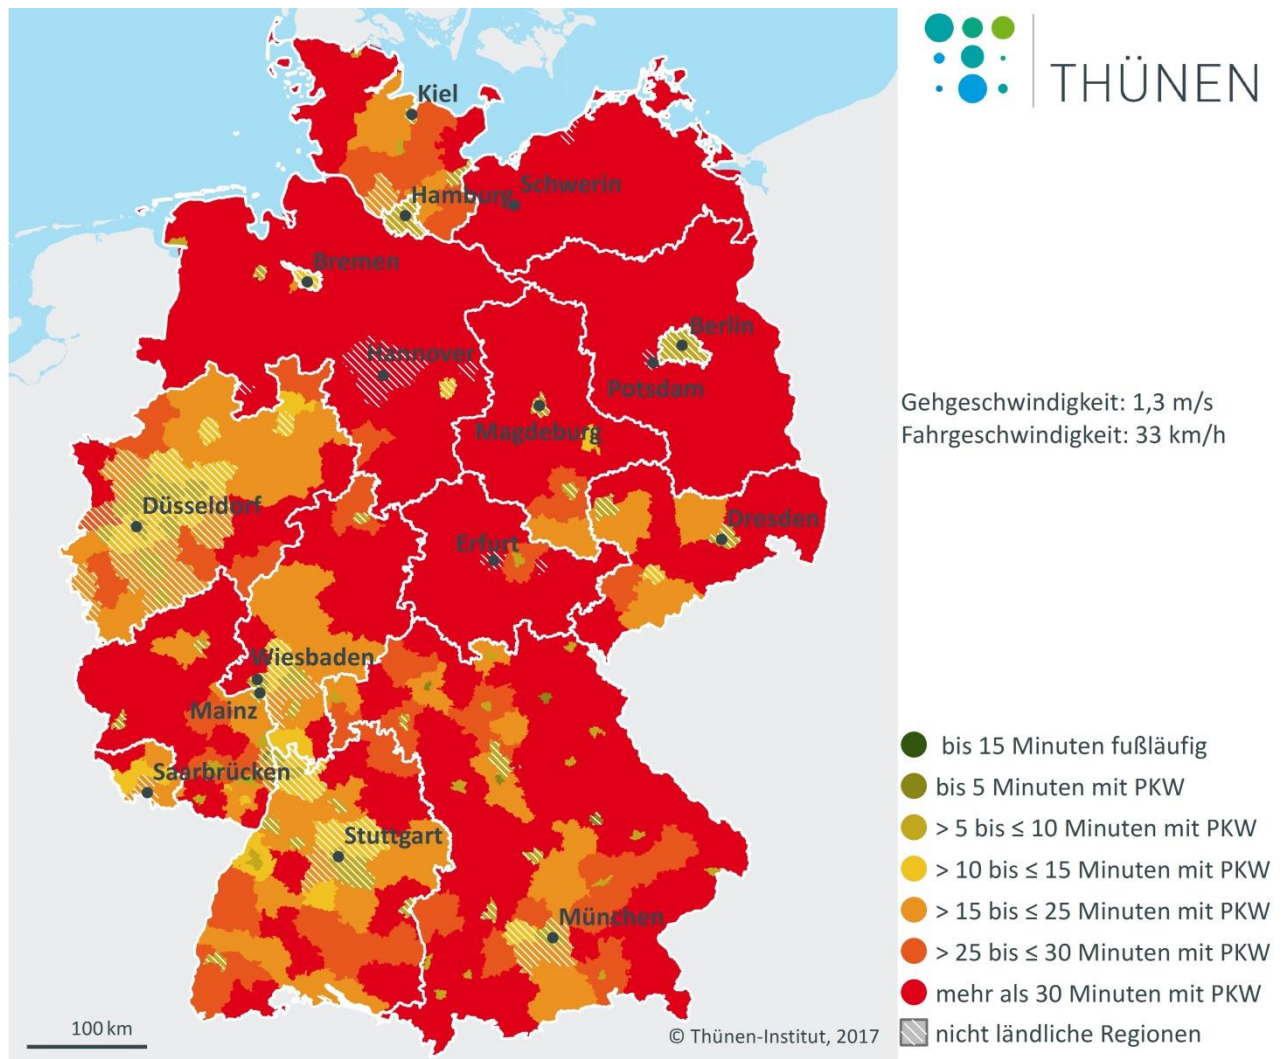 THÜNEN
Kiel
Hamburg
Schwerin
Bremen
Berlin
Hannover
Potsdam
Magdeburg
Düsseldorf
Dresden
Erfurt
Wiesbaden
Mainz
Saarbrücken
Stuttgart
München
100 km
© Thünen-Institut, 2017
Gehgeschwindigkeit: 1,3 m/s
Fahrgeschwindigkeit: 33 km/h
bis 15 Minuten fußläufig
bis 5 Minuten mit PKW
> 5 bis ≤ 10 Minuten mit PKW
> 10 bis ≤ 15 Minuten mit PKW
> 15 bis ≤ 25 Minuten mit PKW
> 25 bis ≤ 30 Minuten mit PKW
mehr als 30 Minuten mit PKW
nicht ländliche Regionen